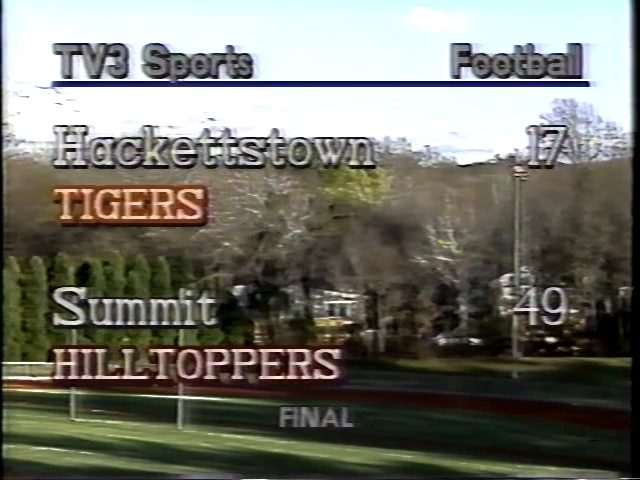 TV3 Sports Football
Hackettstown 17
TIGERS
Summit 49
HILLTOPPERS
FINAL